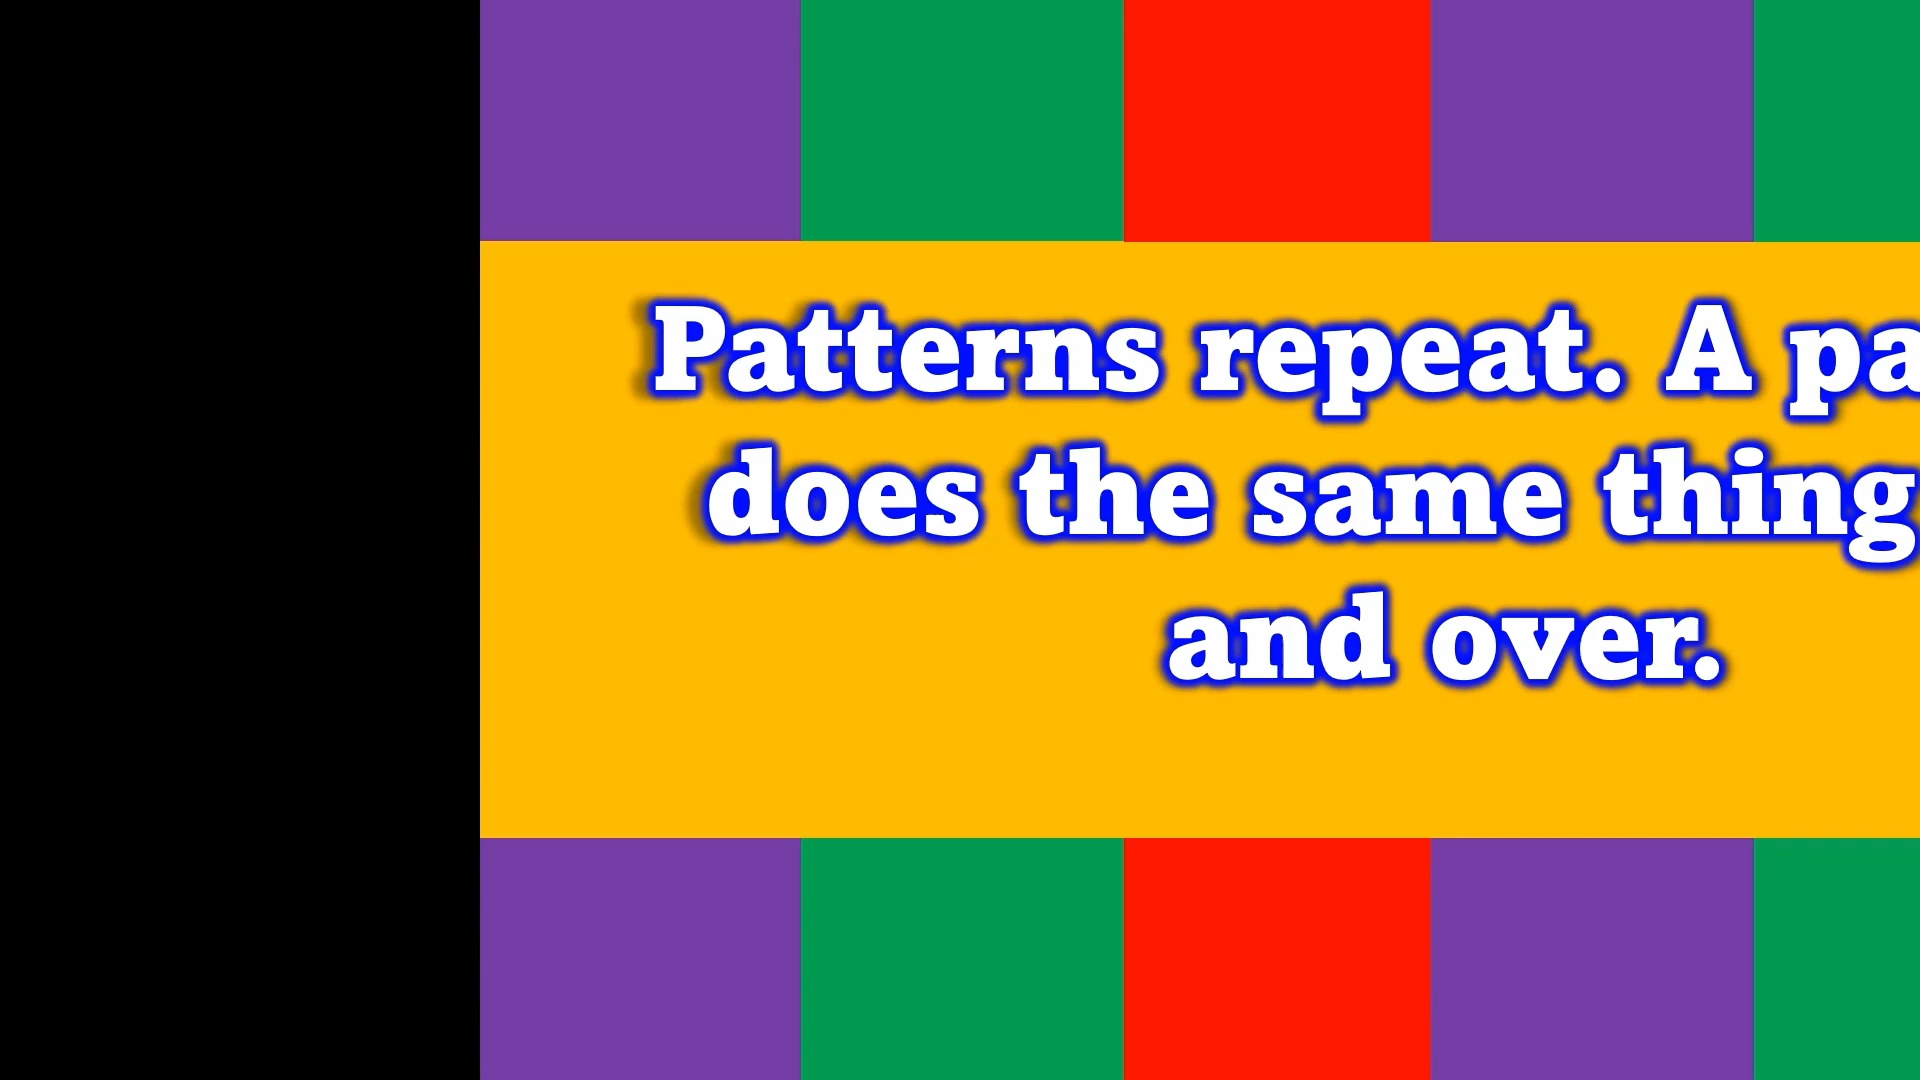 Patterns repeat. A pa
does the same thing
and over.